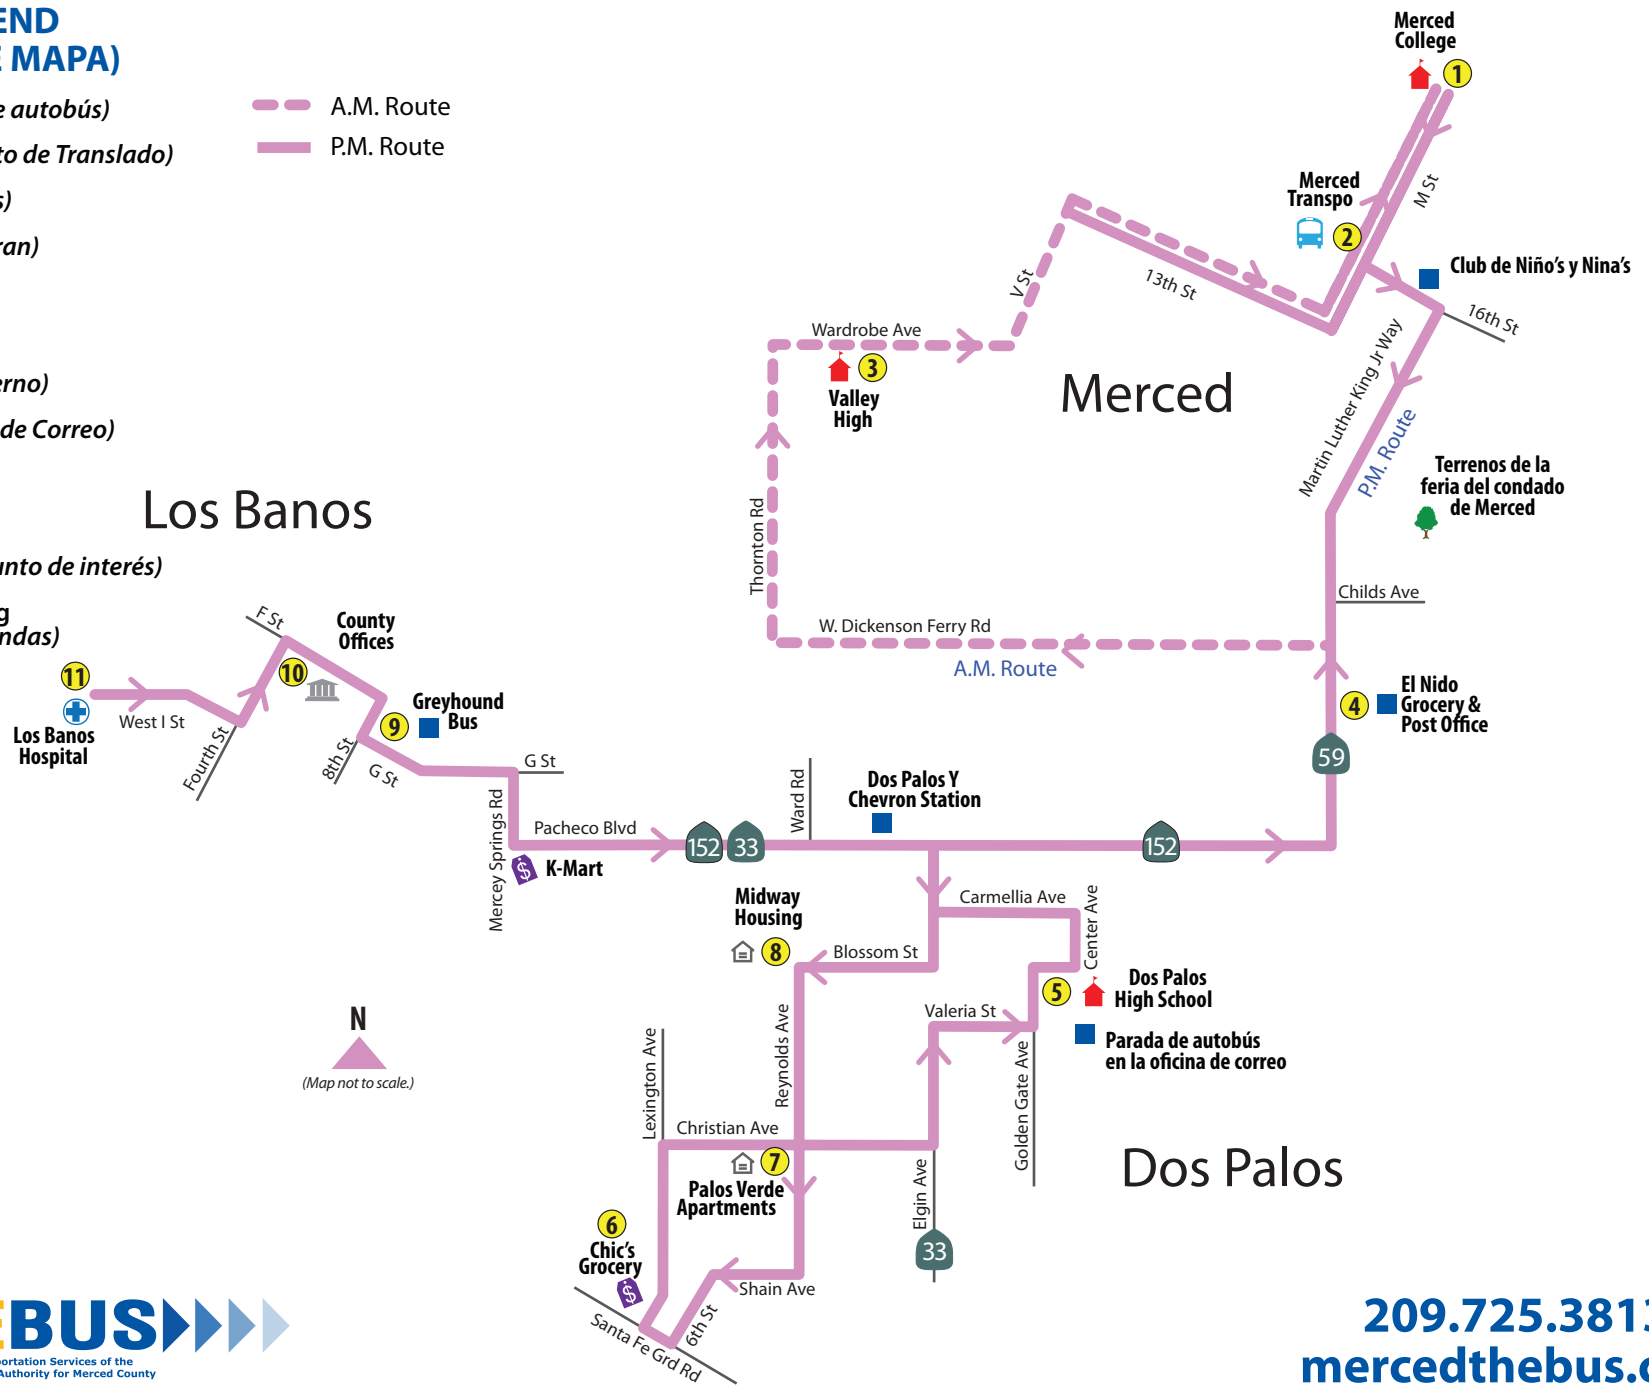 END
E MAPA)
e autobús)
to de Translado)
s)
ran)
erno)
de Correo)
unto de interés)
g
ndas)
A.M. Route
P.M. Route
Merced
College
1
Merced
Transpo
2
M St
Club de Niño's y Nina's
16th St
13th St
V St
Wardrobe Ave
3
Valley
High
Merced
Martin Luther King Jr Way
P.M. Route
Terrenos de la
feria del condado
de Merced
Thornton Rd
Childs Ave
W. Dickenson Ferry Rd
A.M. Route
4
El Nido
Grocery &
Post Office
59
Los Banos
F St
County
Offices
11
10
Los Banos
Hospital
West I St
Fourth St
9
Greyhound
Bus
8th St
G St
G St
Mercey Springs Rd
Pacheco Blvd
K-Mart
152
33
Ward Rd
Dos Palos Y
Chevron Station
152
Midway
Housing
8
Carmellia Ave
Center Ave
Blossom St
5
Dos Palos
High School
Valeria St
Parada de autobús
en la oficina de correo
Golden Gate Ave
Reynolds Ave
Lexington Ave
N
(Map not to scale.)
Christian Ave
7
Palos Verde
Apartments
Elgin Ave
33
Dos Palos
6
Chic's
Grocery
Shain Ave
6th St
Santa Fe Grd Rd
EBUS
ortation Services of the
Authority for Merced County
209.725.3813
mercedthebus.c